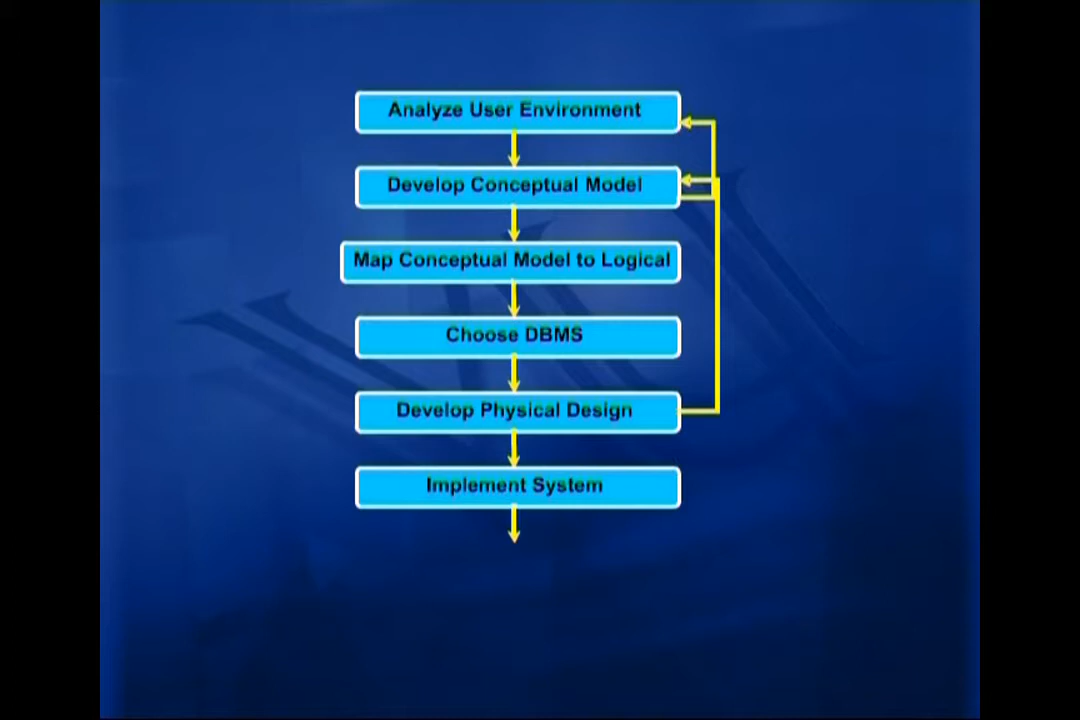 Analyze User Environment
Develop Conceptual Model
Map Conceptual Model to Logical
Choose DBMS
Develop Physical Design
Implement System